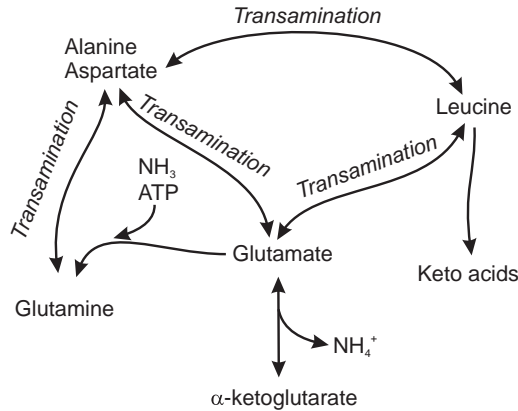 Transamination
Alanine
Aspartate
Leucine
Transamination
Transamination
Transamination
NH₃
ATP
Glutamate
Keto acids
Glutamine
NH₄⁺
α-ketoglutarate